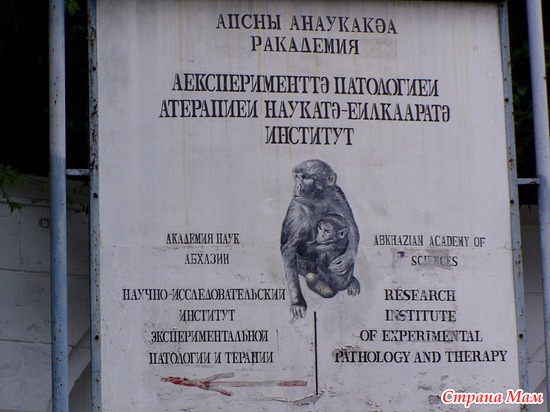 АПСНЫ АНАУКАКӘА
РАКАДЕМИЯ
АЕКСПЕРИМЕНТТӘ ПАТОЛОГИЕИ
АТЕРАПИЕИ НАУКАТӘ-ЕИЛКААРАТӘ
ИНСТИТУТ
АКАДЕМИЯ НАУК
АБХАЗИИ
НАУЧНО-ИССЛЕДОВАТЕЛЬСКИЙ
ИНСТИТУТ
ЭКСПЕРИМЕНТАЛЬНОЙ
ПАТОЛОГИИ И ТЕРАПИИ
ABKHAZIAN ACADEMY OF
SCIENCES
RESEARCH
INSTITUTE
OF EXPERIMENTAL
PATHOLOGY AND THERAPY
Страна Мам